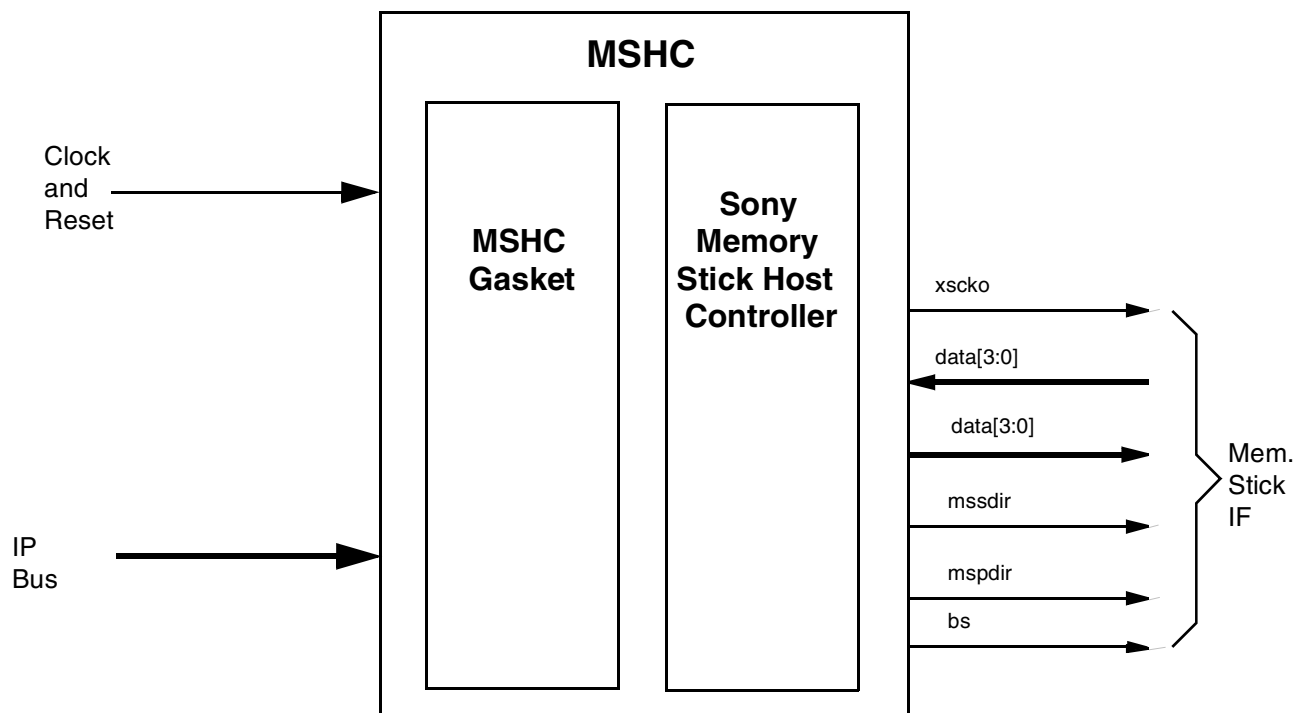 MSHC
Clock
and
Reset
MSHC
Gasket
Sony
Memory
Stick Host
Controller
xscko
data[3:0]
data[3:0]
mssdir
mspdir
bs
Mem.
Stick
IF
IP
Bus